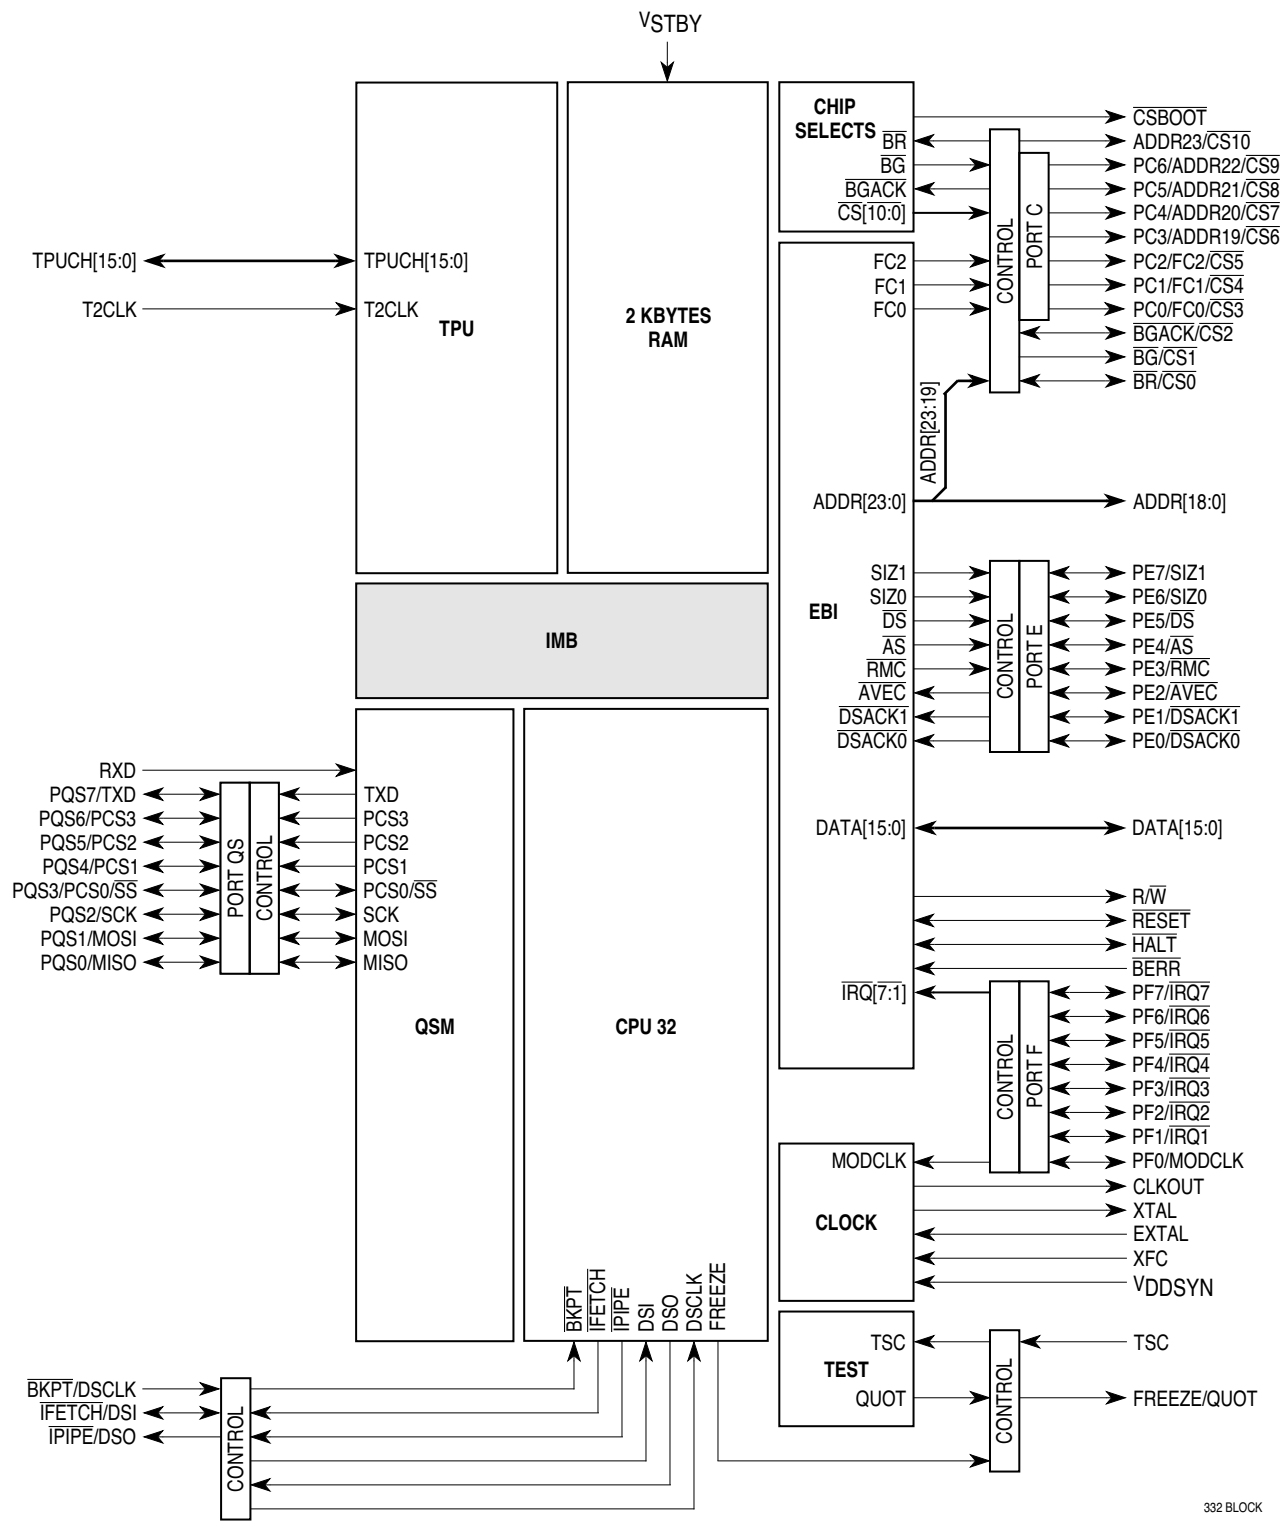 VSTBY
CHIP
SELECTS
BR
BG
BGACK
CS[10:0]
CONTROL
PORT C
CSBOOT
ADDR23/CS10
PC6/ADDR22/CS9
PC5/ADDR21/CS8
PC4/ADDR20/CS7
PC3/ADDR19/CS6
PC2/FC2/CS5
PC1/FC1/CS4
PC0/FC0/CS3
BGACK/CS2
BG/CS1
BR/CS0
TPUCH[15:0]
T2CLK
TPUCH[15:0]
T2CLK
TPU
2 KBYTES
RAM
FC2
FC1
FC0
ADDR[23:19]
ADDR[23:0]
ADDR[18:0]
EBI
SIZ1
SIZ0
DS
AS
RMC
AVEC
DSACK1
DSACK0
CONTROL
PORT E
PE7/SIZ1
PE6/SIZ0
PE5/DS
PE4/AS
PE3/RMC
PE2/AVEC
PE1/DSACK1
PE0/DSACK0
IMB
DATA[15:0]
DATA[15:0]
RXD
PQS7/TXD
PQS6/PCS3
PQS5/PCS2
PQS4/PCS1
PQS3/PCS0/SS
PQS2/SCK
PQS1/MOSI
PQS0/MISO
PORT QS
CONTROL
TXD
PCS3
PCS2
PCS1
PCS0/SS
SCK
MOSI
MISO
QSM
CPU 32
R/W
RESET
HALT
BERR
IRQ[7:1]
CONTROL
PORT F
PF7/IRQ7
PF6/IRQ6
PF5/IRQ5
PF4/IRQ4
PF3/IRQ3
PF2/IRQ2
PF1/IRQ1
PF0/MODCLK
MODCLK
CLOCK
CLKOUT
XTAL
EXTAL
XFC
VDDSYN
BKPT
IFETCH
IPIPE
DSI
DSO
DSCLK
FREEZE
TSC
TEST
QUOT
CONTROL
TSC
FREEZE/QUOT
BKPT/DSCLK
IFETCH/DSI
IPIPE/DSO
CONTROL
332 BLOCK